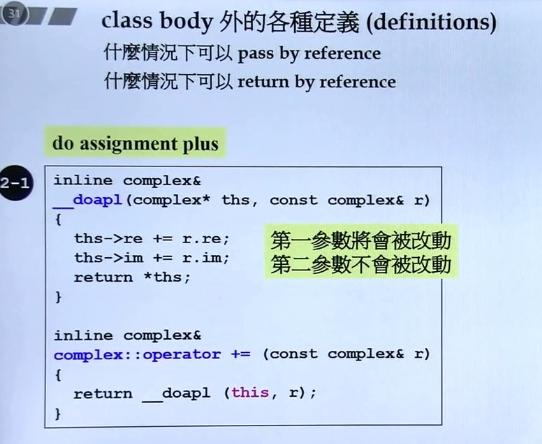 31
class body 外的各種定義 (definitions)
什麼情況下可以 pass by reference
什麼情況下可以 return by reference
do assignment plus
2-1
inline complex&
__doapl(complex* ths, const complex& r)
{
  ths->re += r.re;
  ths->im += r.im;
  return *ths;
}
第一參數將會被改動
第二參數不會被改動
inline complex&
complex::operator += (const complex& r)
{
  return __doapl (this, r);
}